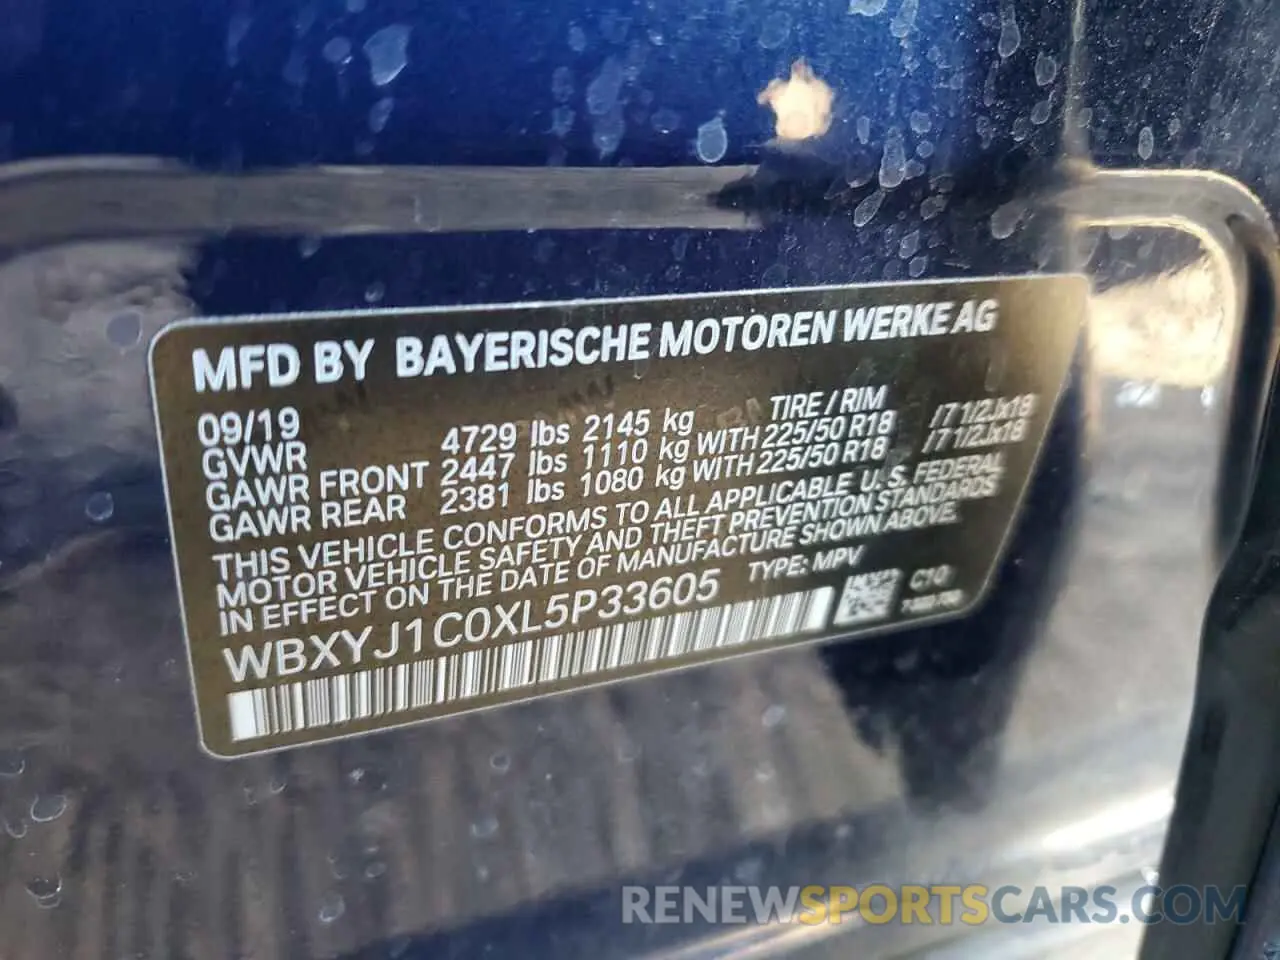 MFD BY BAYERISCHE MOTOREN WERKE AG
09/19 TIRE / RIM
GVWR 4729 lbs 2145 kg
GAWR FRONT 2447 lbs 1110 kg WITH 225/50 R18 /7 1/2Jx18
GAWR REAR 2381 lbs 1080 kg WITH 225/50 R18 /7 1/2Jx18
THIS VEHICLE CONFORMS TO ALL APPLICABLE U.S. FEDERAL
MOTOR VEHICLE SAFETY AND THEFT PREVENTION STANDARDS
IN EFFECT ON THE DATE OF MANUFACTURE SHOWN ABOVE.
WBXYJ1C0XL5P33605 TYPE: MPV
C10
RENEWSPORTSCARS.COM